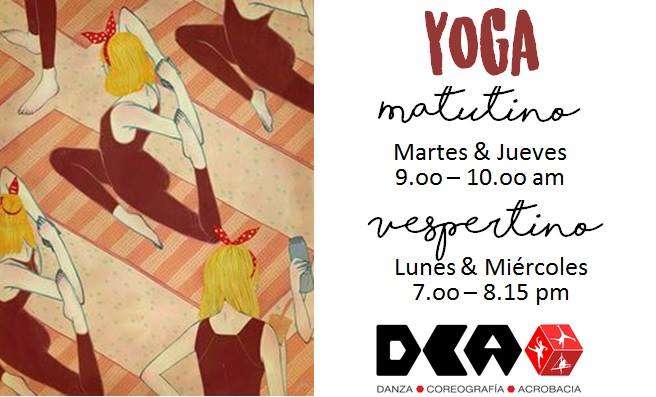 YOGA
matutino
Martes & Jueves
9.oo – 10.oo am
vespertino
Lunes & Miércoles
7.oo – 8.15 pm
DCA
DANZA ● COREOGRAFÍA ● ACROBACIA